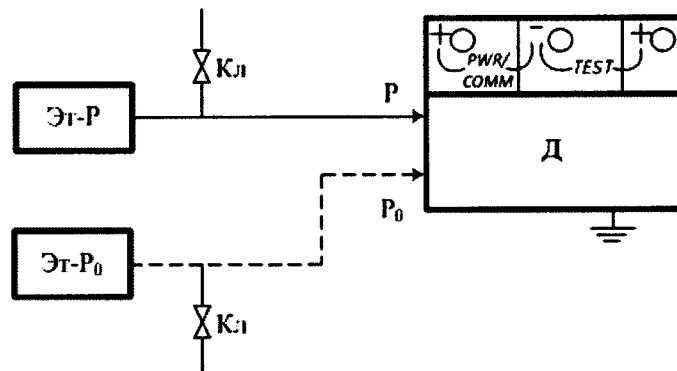 Кл
+ - +
PWR/ TEST
COMM
Эт-Р
Р
Д
Р₀
Эт-Р₀
Кл